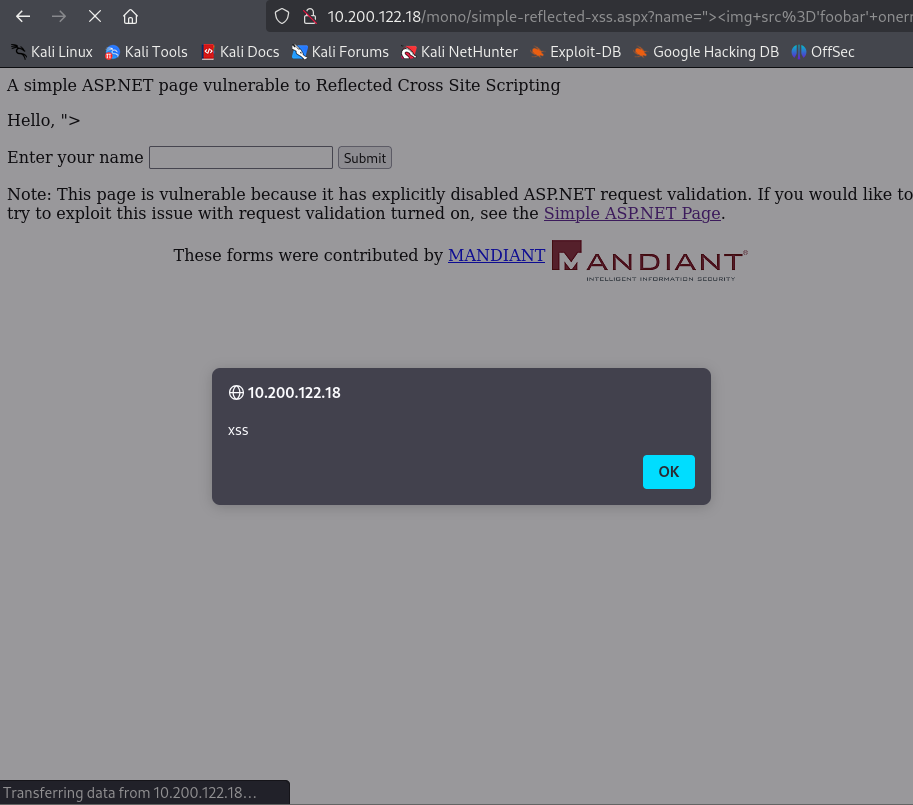 10.200.122.18/mono/simple-reflected-xss.aspx?name="><img+src%3D'foobar'+onerr
Kali Linux Kali Tools Kali Docs Kali Forums Kali NetHunter Exploit-DB Google Hacking DB OffSec
A simple ASP.NET page vulnerable to Reflected Cross Site Scripting
Hello, ">
Enter your name Submit
Note: This page is vulnerable because it has explicitly disabled ASP.NET request validation. If you would like to
try to exploit this issue with request validation turned on, see the Simple ASP.NET Page.
These forms were contributed by MANDIANT MANDIANT®
INTELLIGENT INFORMATION SECURITY
10.200.122.18
xss
OK
Transferring data from 10.200.122.18…